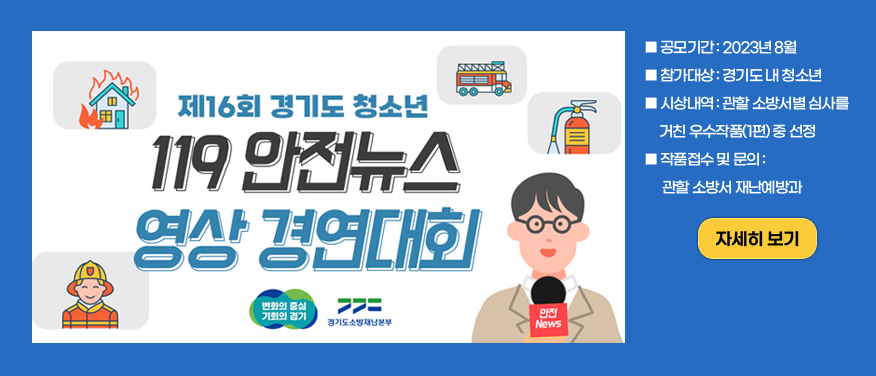 제16회 경기도 청소년
119 안전뉴스
영상 경연대회
변화의 중심
기회의 경기
경기도소방재난본부
안전
News
■ 공모기간 : 2023년 8월
■ 참가대상 : 경기도 내 청소년
■ 시상내역 : 관할 소방서별 심사를
거친 우수작품(1편) 중 선정
■ 작품접수 및 문의 :
관할 소방서 재난예방과
자세히 보기